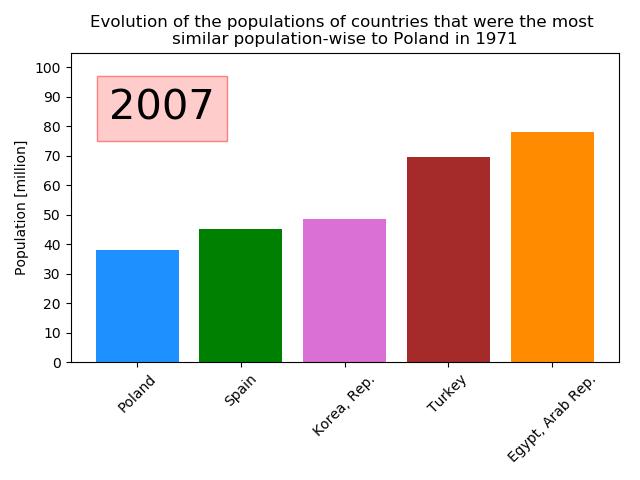 Evolution of the populations of countries that were the most
similar population-wise to Poland in 1971
2007
Population [million]
100
90
80
70
60
50
40
30
20
10
0
Poland
Spain
Korea, Rep.
Turkey
Egypt, Arab Rep.